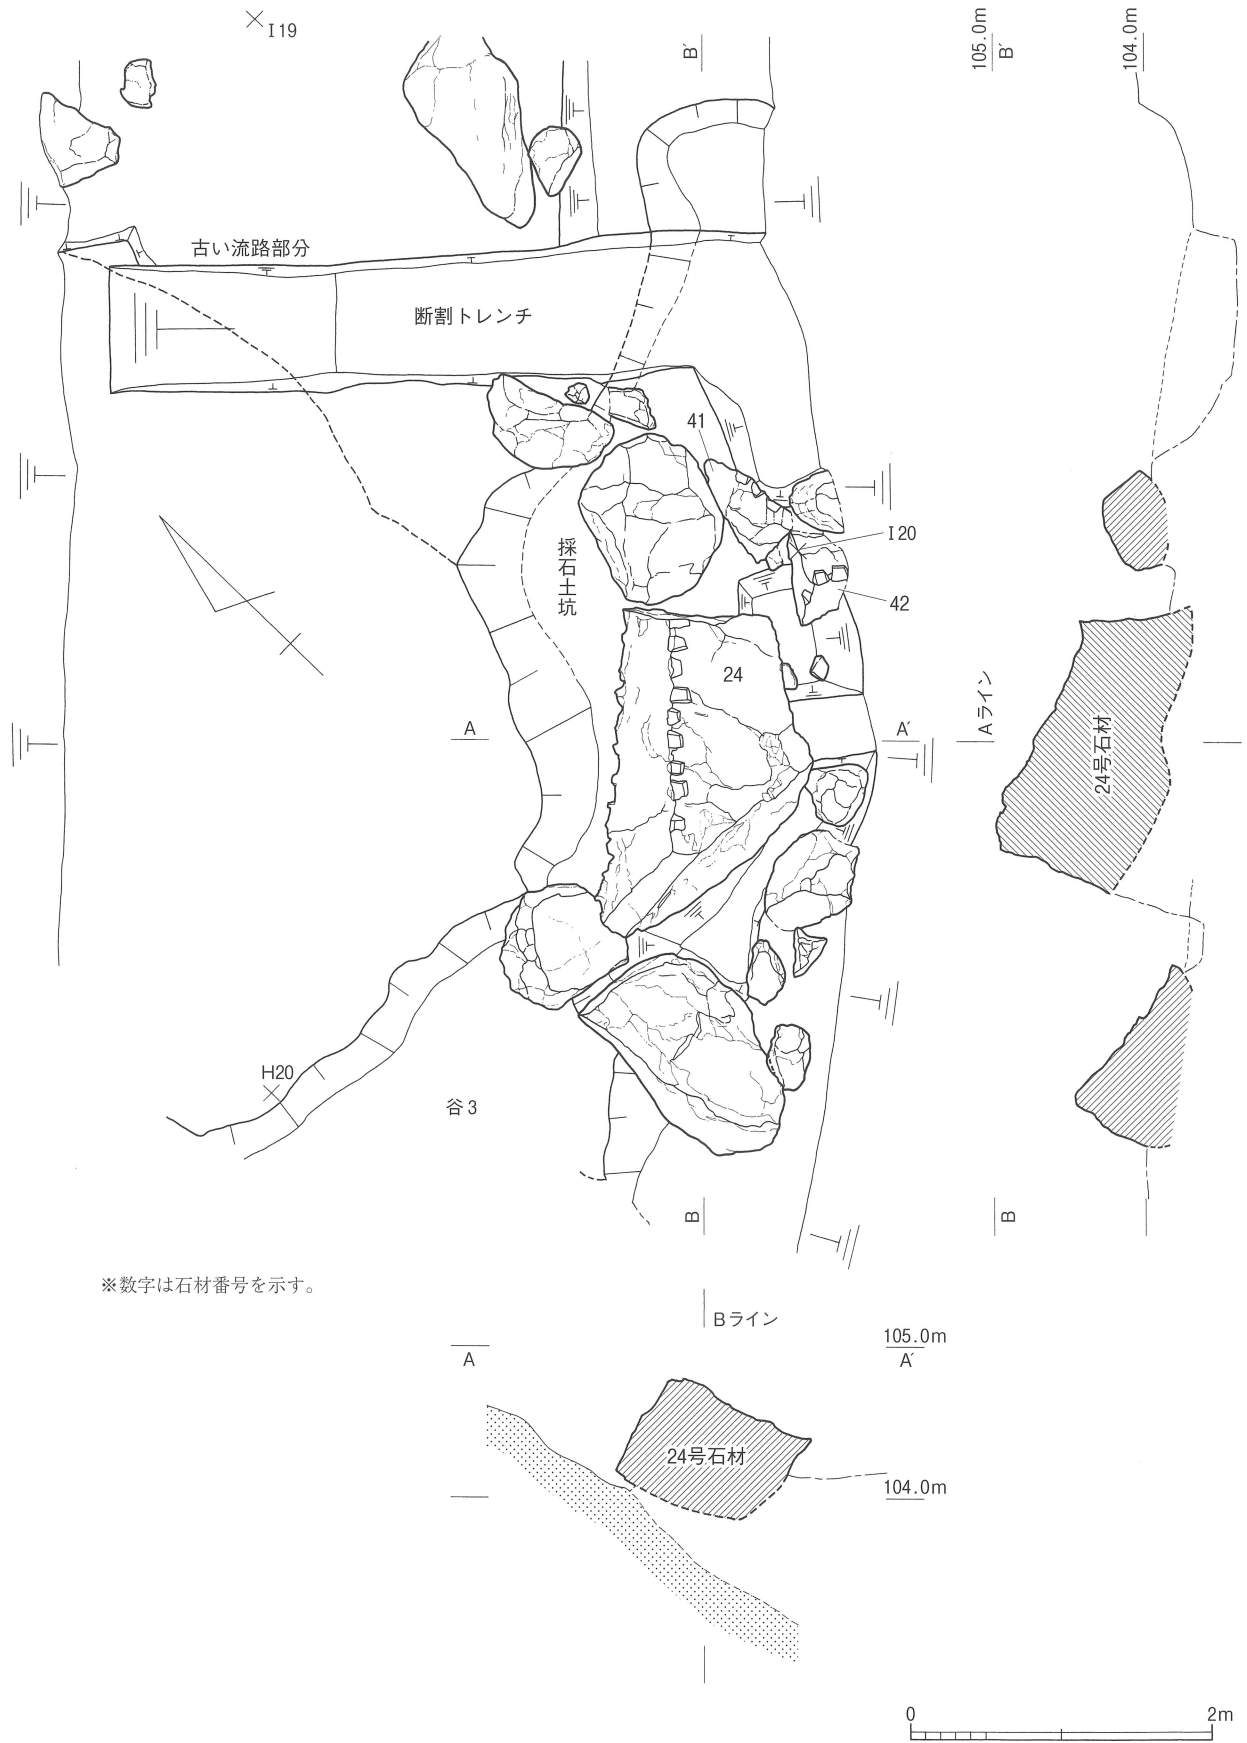 I19
B′
105.0m
B′
104.0m
古い流路部分
断割トレンチ
41
I20
採石土坑
42
24
A
A′
Aライン
24号石材
H20
谷3
B
B
※数字は石材番号を示す。
Bライン
A
105.0m
A′
24号石材
104.0m
0
2m